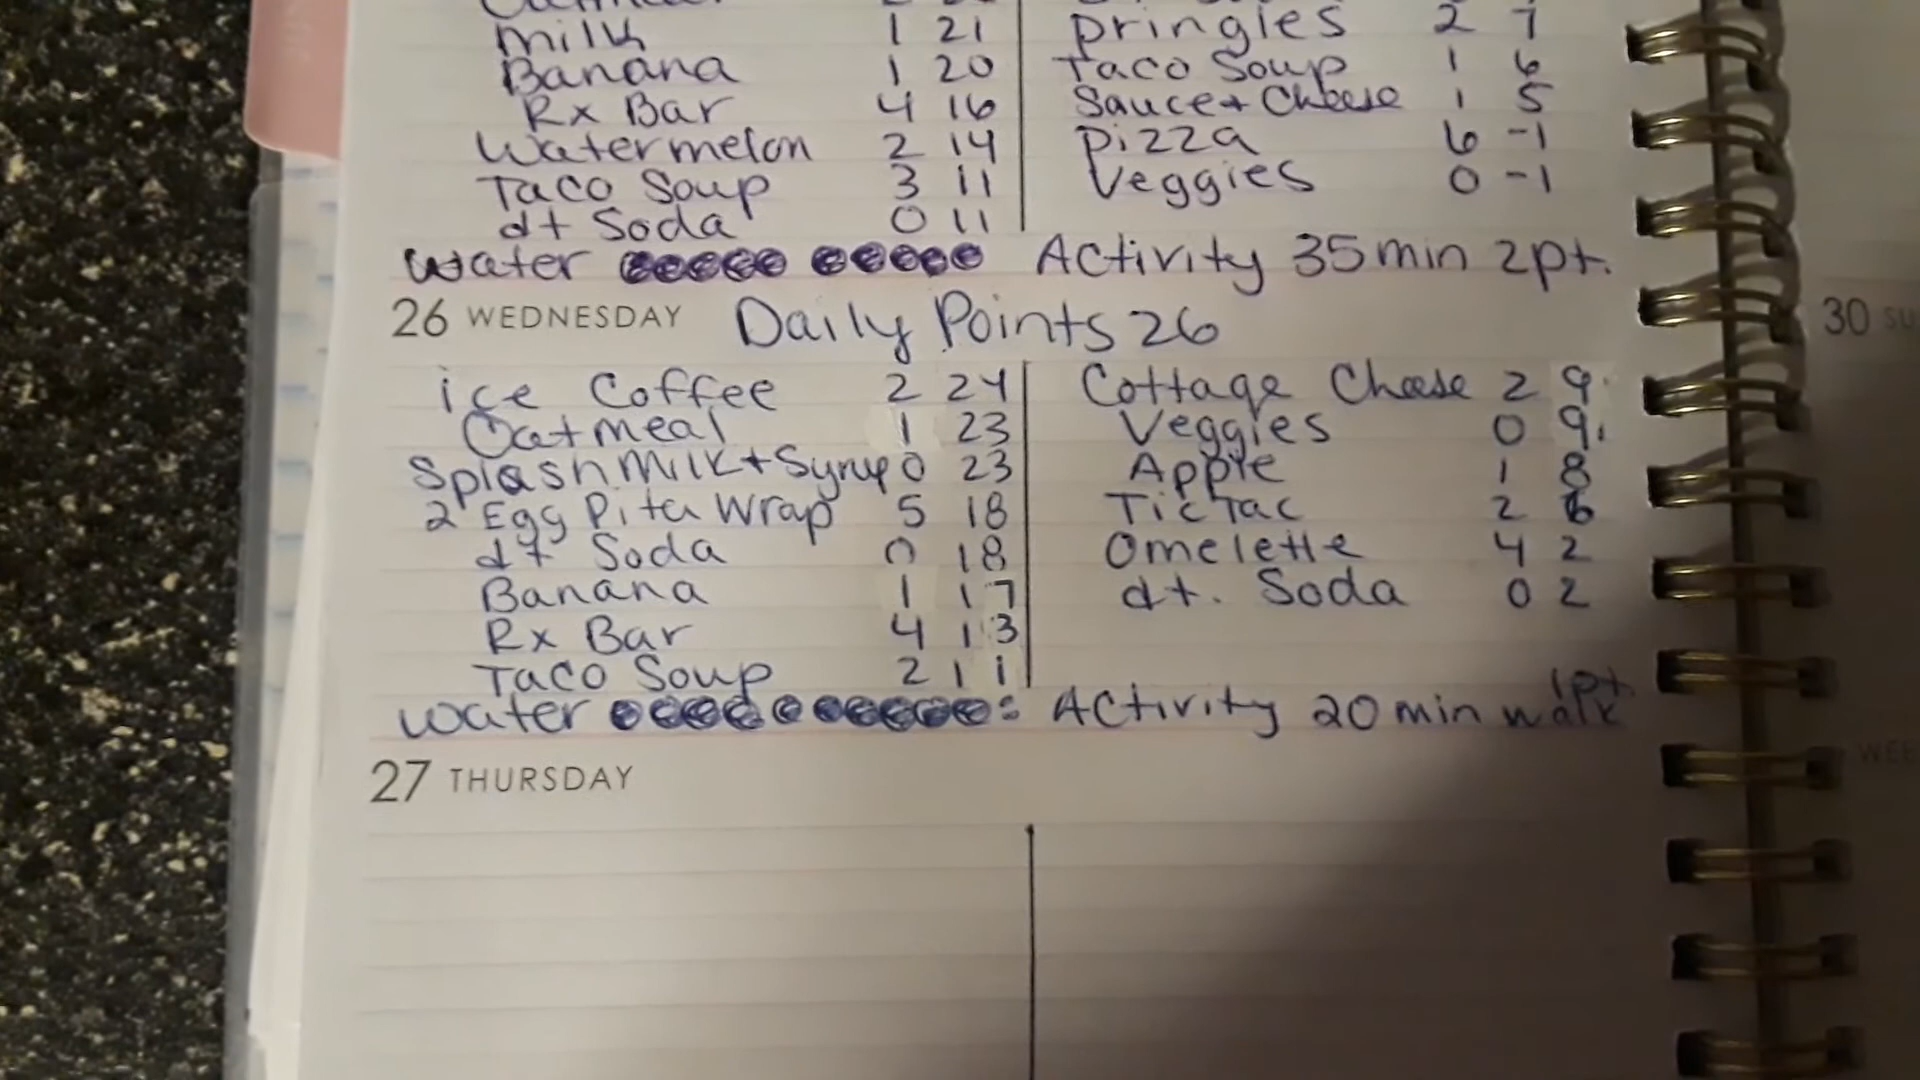 Oatmeal
Milk 1 21
Banana 1 20
Rx Bar 4 16
Watermelon 2 14
Taco Soup 3 11
dt Soda 0 11
Pringles 2 7
Taco Soup 1 6
Sauce + Cheese 1 5
Pizza 6 -1
Veggies 0 -1
Water Activity 35 min 2pt.
26 WEDNESDAY Daily Points 26
ice Coffee 2 24
Oatmeal 1 23
Splash Milk + Syrup 0 23
2 Egg Pita Wrap 5 18
dt Soda 0 18
Banana 1 17
Rx Bar 4 13
Taco Soup 2 11
Cottage Cheese 2 9
Veggies 0 9
Apple 1 8
Tic Tac 2 6
Omelette 4 2
dt. Soda 0 2
Water Activity 20 min walk 1pt
27 THURSDAY
30 SU
WE